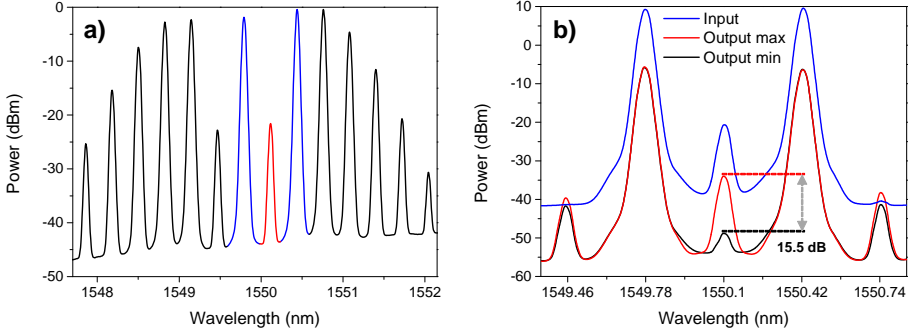 a)
Power (dBm)
0
-10
-20
-30
-40
-50
1548
1549
1550
1551
1552
Wavelength (nm)
b)
Input
Output max
Output min
Power (dBm)
10
0
-10
-20
-30
-40
-50
-60
15.5 dB
1549.46
1549.78
1550.1
1550.42
1550.74
Wavelength (nm)